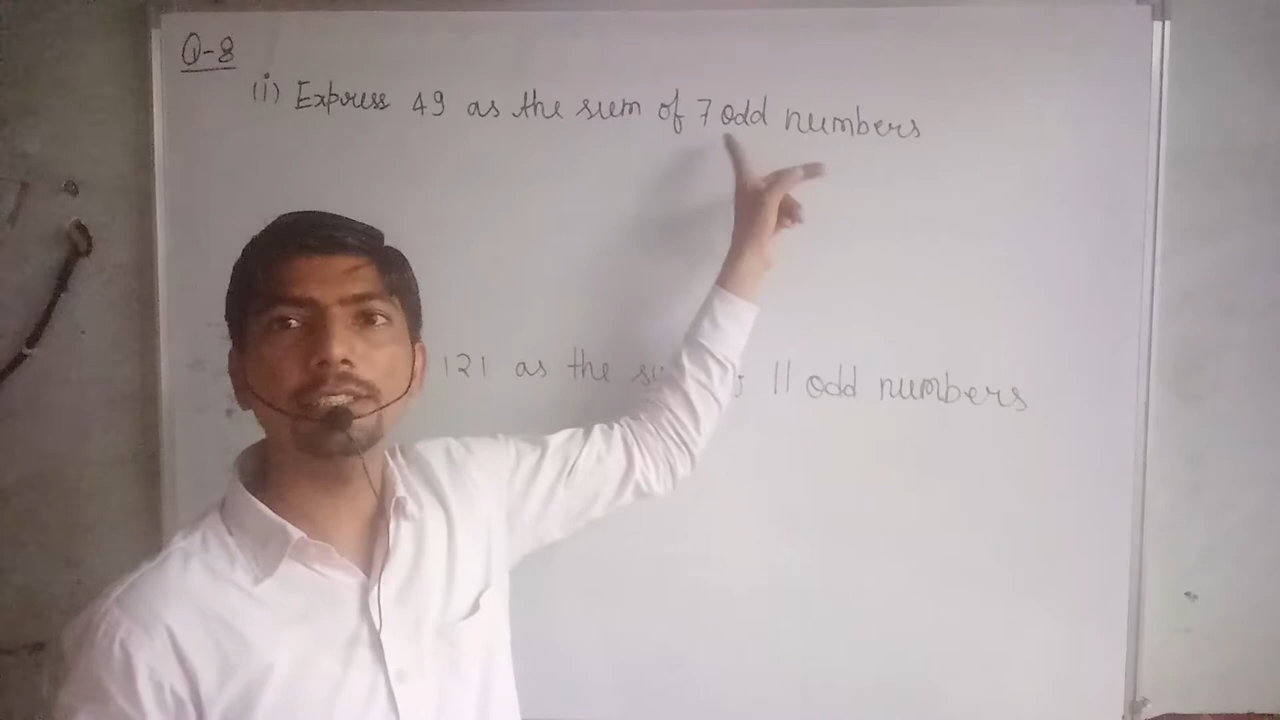 Q-8
(i) Express 49 as the sum of 7 odd numbers
121 as the 11 odd numbers